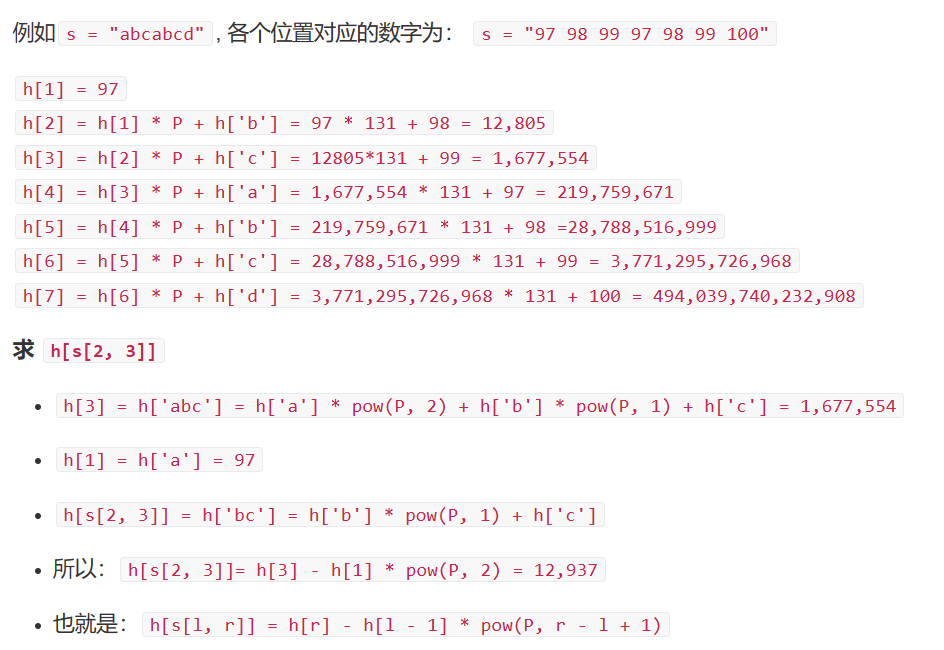 例如 s = "abcabcd" , 各个位置对应的数字为： s = "97 98 99 97 98 99 100"
h[1] = 97
h[2] = h[1] * P + h['b'] = 97 * 131 + 98 = 12,805
h[3] = h[2] * P + h['c'] = 12805*131 + 99 = 1,677,554
h[4] = h[3] * P + h['a'] = 1,677,554 * 131 + 97 = 219,759,671
h[5] = h[4] * P + h['b'] = 219,759,671 * 131 + 98 =28,788,516,999
h[6] = h[5] * P + h['c'] = 28,788,516,999 * 131 + 99 = 3,771,295,726,968
h[7] = h[6] * P + h['d'] = 3,771,295,726,968 * 131 + 100 = 494,039,740,232,908
求 h[s[2, 3]]
• h[3] = h['abc'] = h['a'] * pow(P, 2) + h['b'] * pow(P, 1) + h['c'] = 1,677,554
• h[1] = h['a'] = 97
• h[s[2, 3]] = h['bc'] = h['b'] * pow(P, 1) + h['c']
• 所以： h[s[2, 3]]= h[3] - h[1] * pow(P, 2) = 12,937
• 也就是： h[s[l, r]] = h[r] - h[l - 1] * pow(P, r - l + 1)